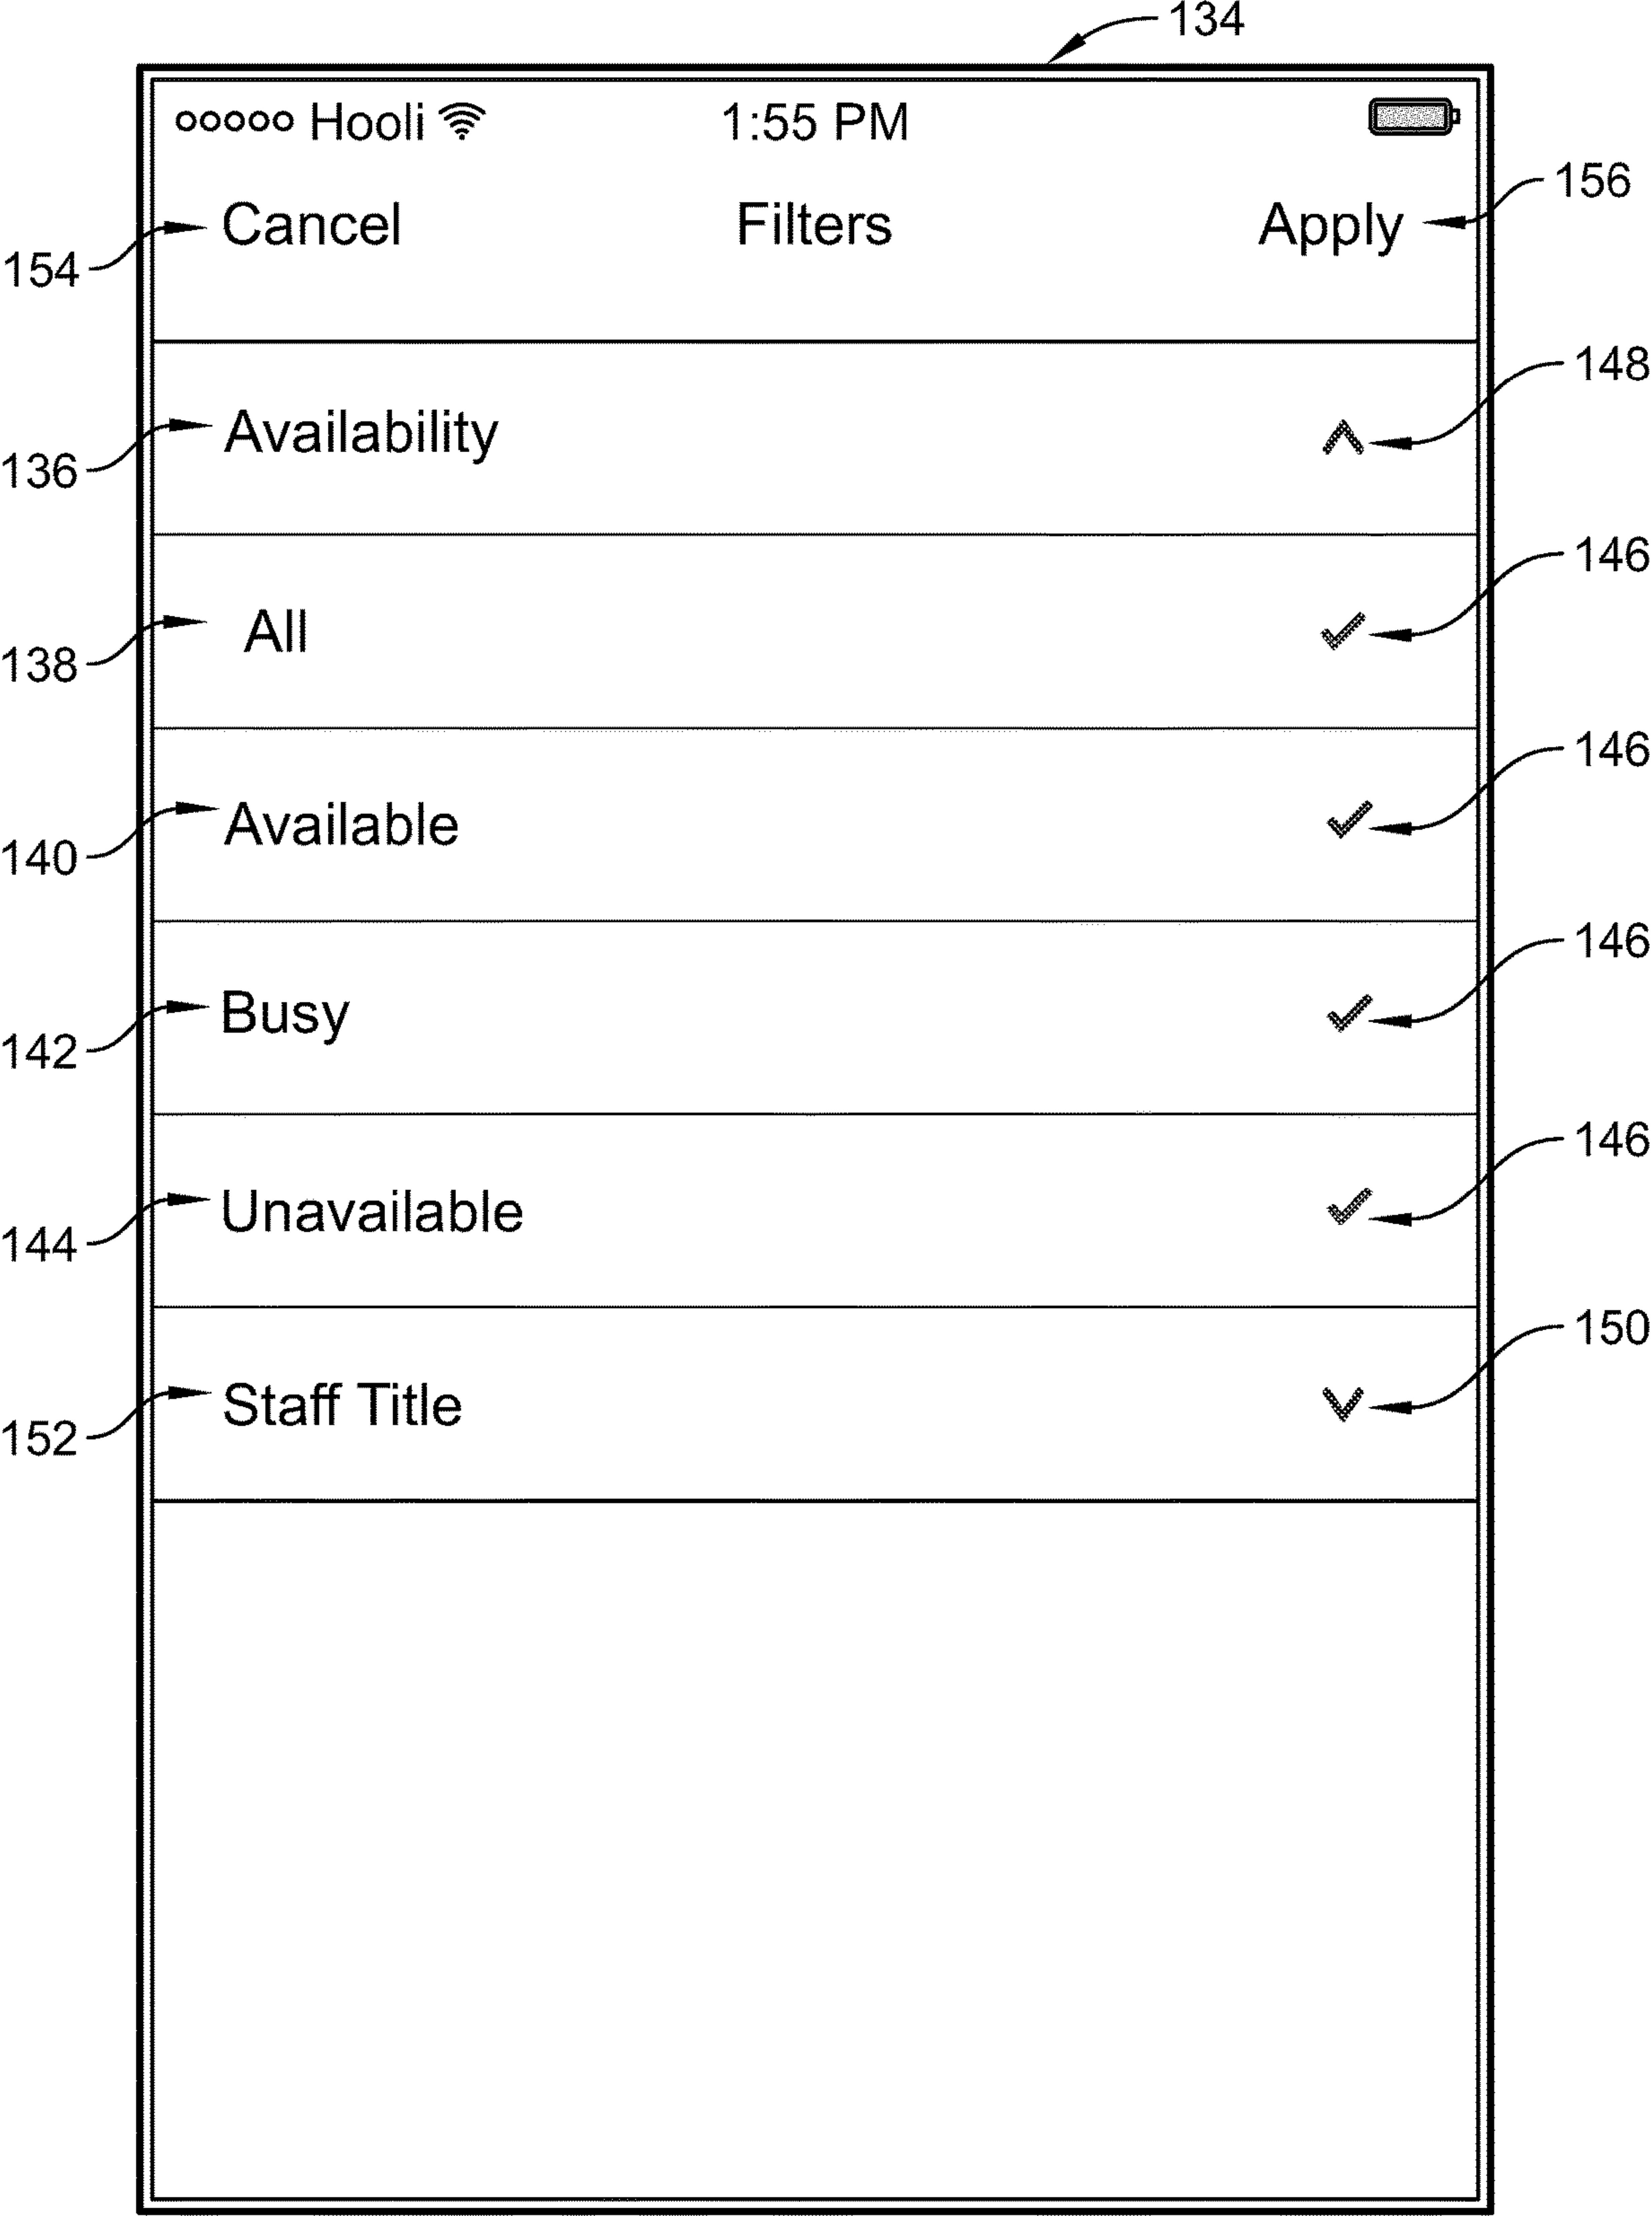 134
Hooli 1:55 PM
156
Cancel Filters Apply
154
148
Availability
136
146
All
138
146
Available
140
146
Busy
142
146
Unavailable
144
150
Staff Title
152